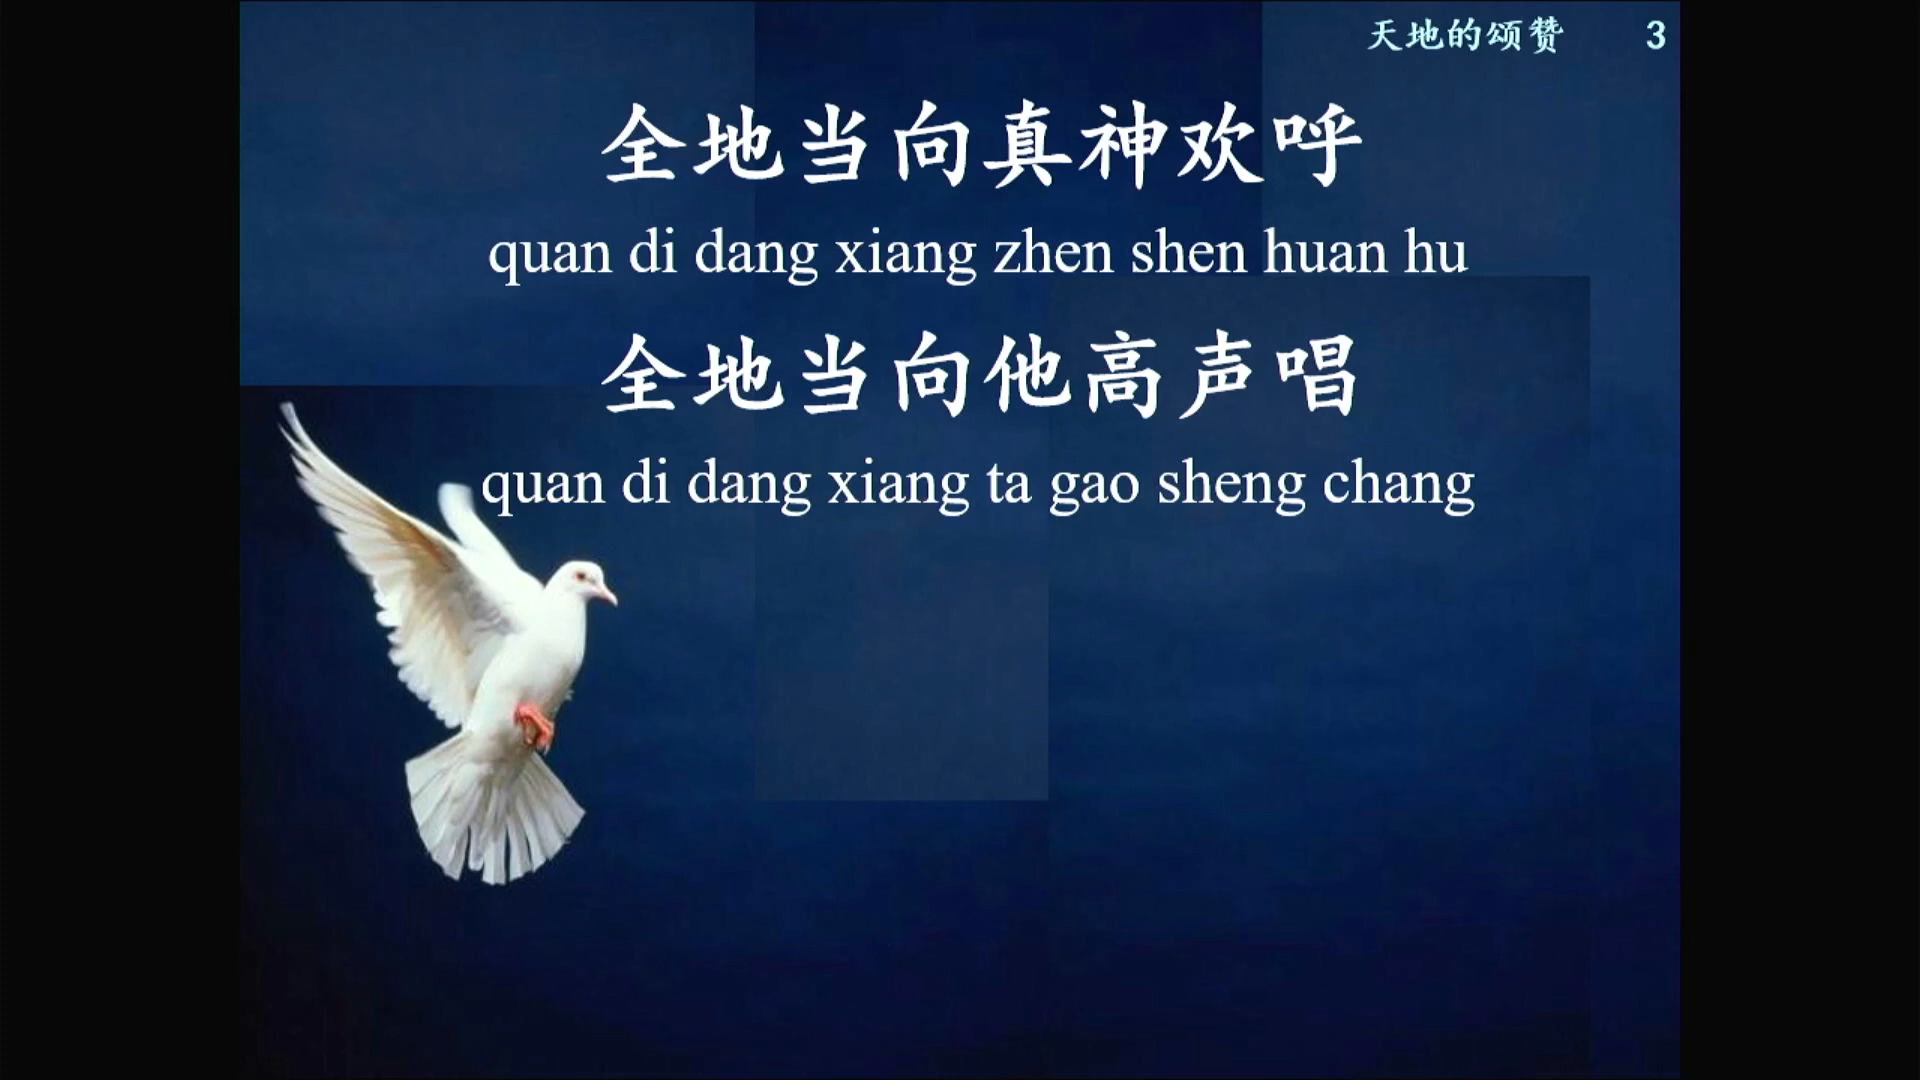 天地的颂赞 3
全地当向真神欢呼
quan di dang xiang zhen shen huan hu
全地当向他高声唱
quan di dang xiang ta gao sheng chang